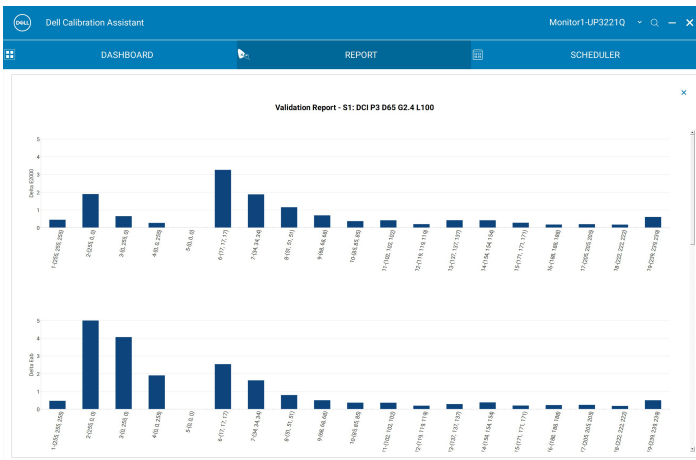 DELL
Dell Calibration Assistant
Monitor1-UP3221Q
DASHBOARD
REPORT
SCHEDULER
Validation Report - S1: DCI P3 D65 G2.4 L100
Delta E2000
5
4
3
2
1
0
1-(255, 255, 255)
2-(255, 0, 0)
3-(0, 255, 0)
4-(0, 0, 255)
5-(0, 0, 0)
6-(17, 17, 17)
7-(34, 34, 34)
8-(51, 51, 51)
9-(68, 68, 68)
10-(85, 85, 85)
11-(102, 102, 102)
12-(119, 119, 119)
13-(137, 137, 137)
14-(154, 154, 154)
15-(171, 171, 171)
16-(188, 188, 188)
17-(205, 205, 205)
18-(222, 222, 222)
19-(239, 239, 239)
Delta Eab
5
4
3
2
1
0
1-(255, 255, 255)
2-(255, 0, 0)
3-(0, 255, 0)
4-(0, 0, 255)
5-(0, 0, 0)
6-(17, 17, 17)
7-(34, 34, 34)
8-(51, 51, 51)
9-(68, 68, 68)
10-(85, 85, 85)
11-(102, 102, 102)
12-(119, 119, 119)
13-(137, 137, 137)
14-(154, 154, 154)
15-(171, 171, 171)
16-(188, 188, 188)
17-(205, 205, 205)
18-(222, 222, 222)
19-(239, 239, 239)